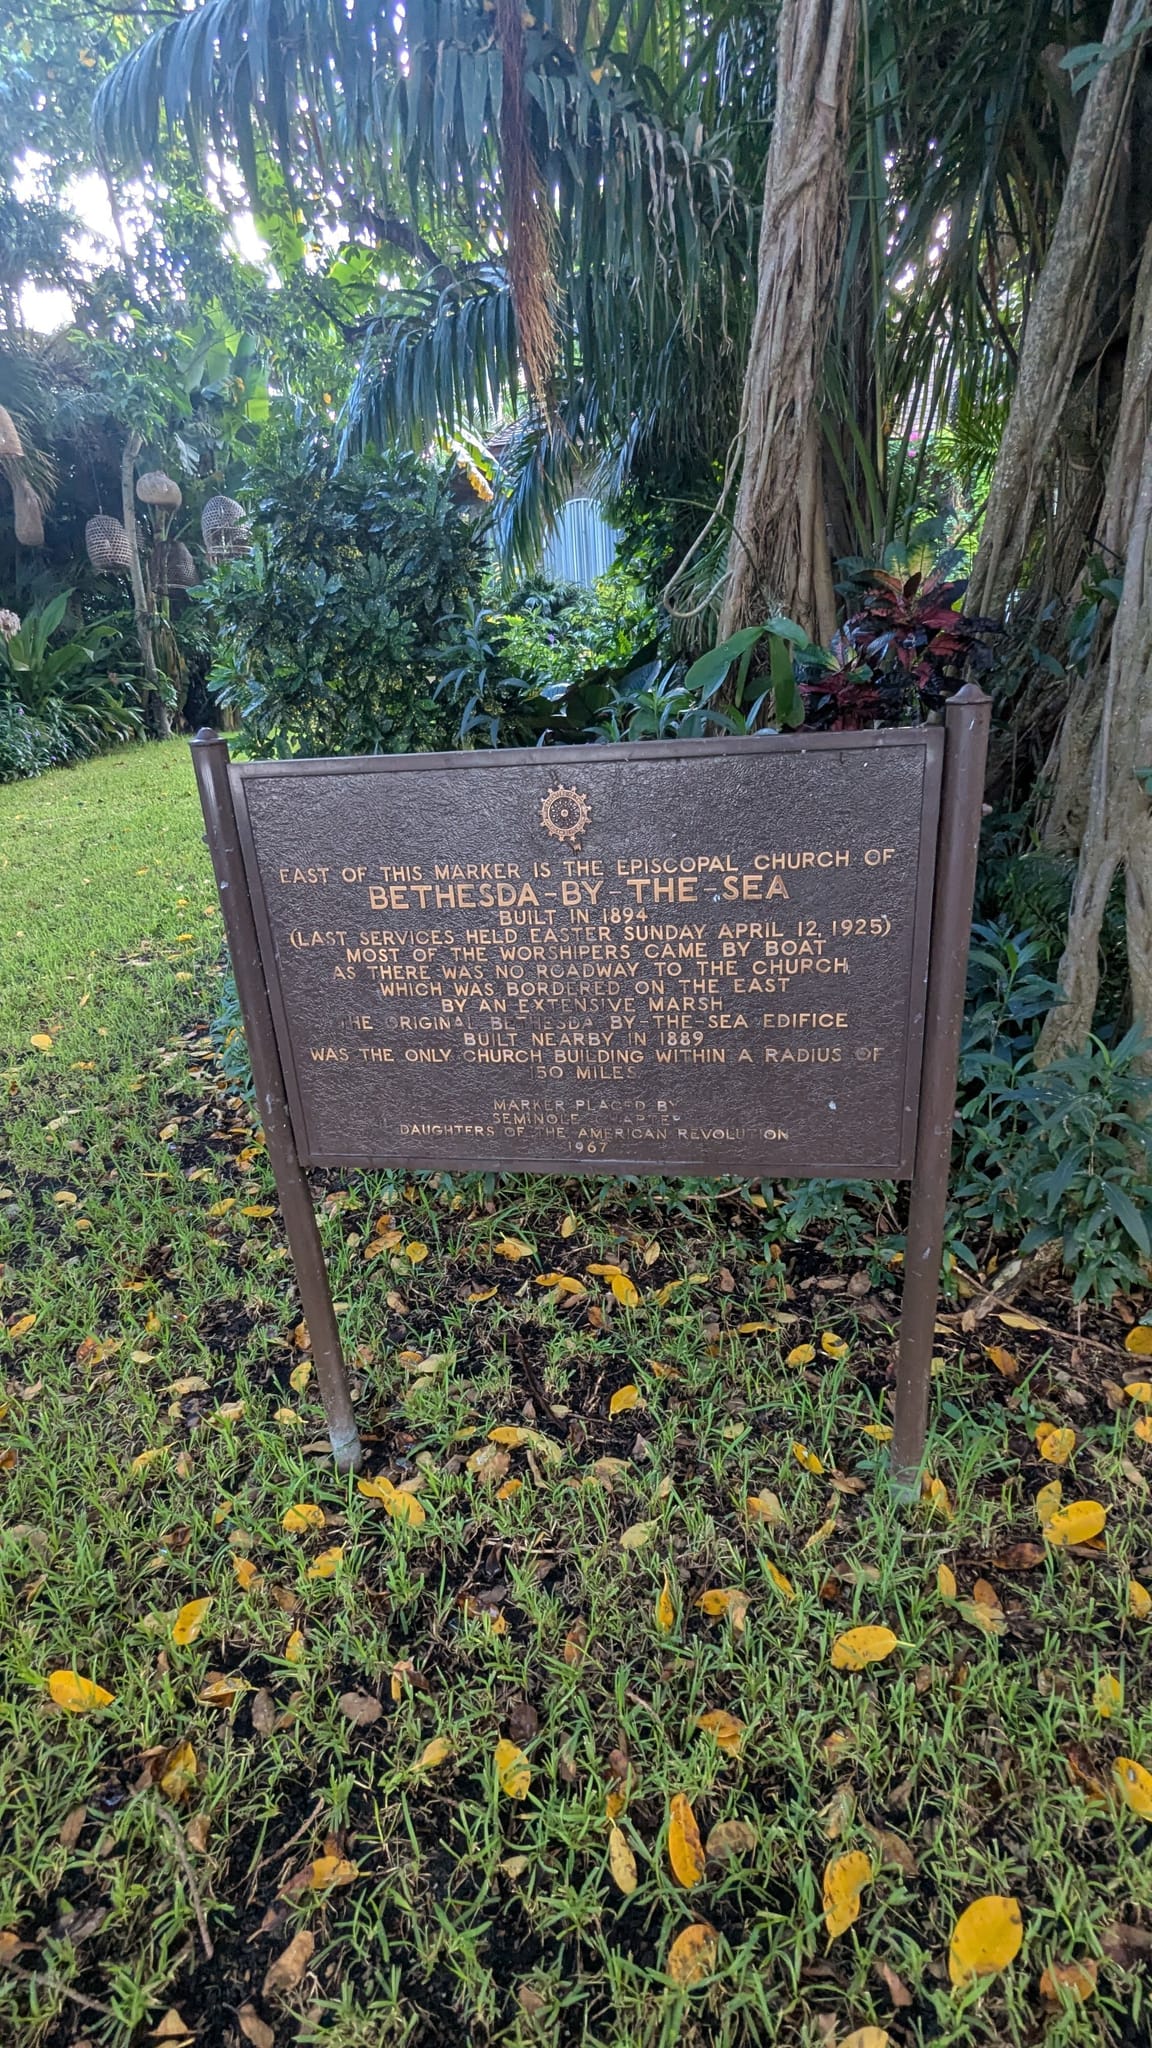 EAST OF THIS MARKER IS THE EPISCOPAL CHURCH OF
BETHESDA-BY-THE-SEA
BUILT IN 1894
(LAST SERVICES HELD EASTER SUNDAY APRIL 12, 1925)
MOST OF THE WORSHIPERS CAME BY BOAT
AS THERE WAS NO ROADWAY TO THE CHURCH
WHICH WAS BORDERED ON THE EAST
BY AN EXTENSIVE MARSH
THE ORIGINAL BETHESDA BY-THE-SEA EDIFICE
BUILT NEARBY IN 1889
WAS THE ONLY CHURCH BUILDING WITHIN A RADIUS OF
150 MILES
MARKER PLACED BY
SEMINOLE CHAPTER
DAUGHTERS OF THE AMERICAN REVOLUTION
1967